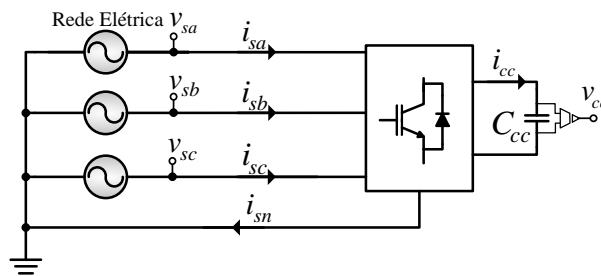 Rede Elétrica
v_sa
i_sa
v_sb
i_sb
v_sc
i_sc
i_sn
i_cc
C_cc